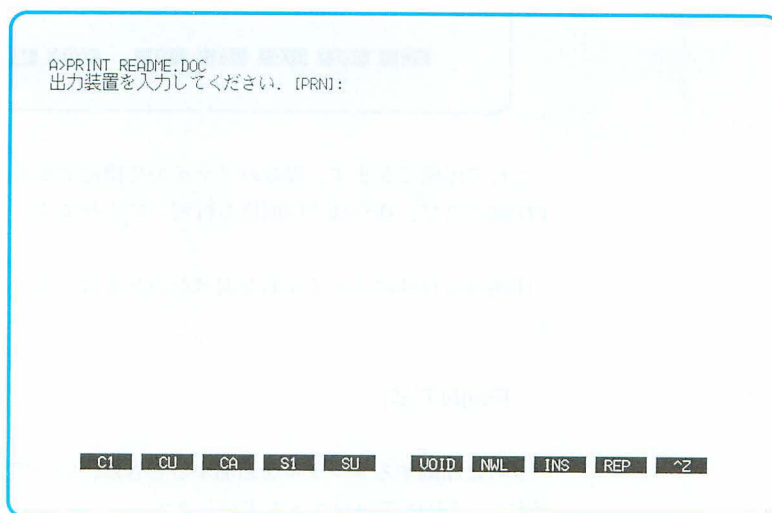 A>PRINT README.DOC
出力装置を入力してください. [PRN]:
C1 CU CA S1 SU VOID NWL INS REP ^Z